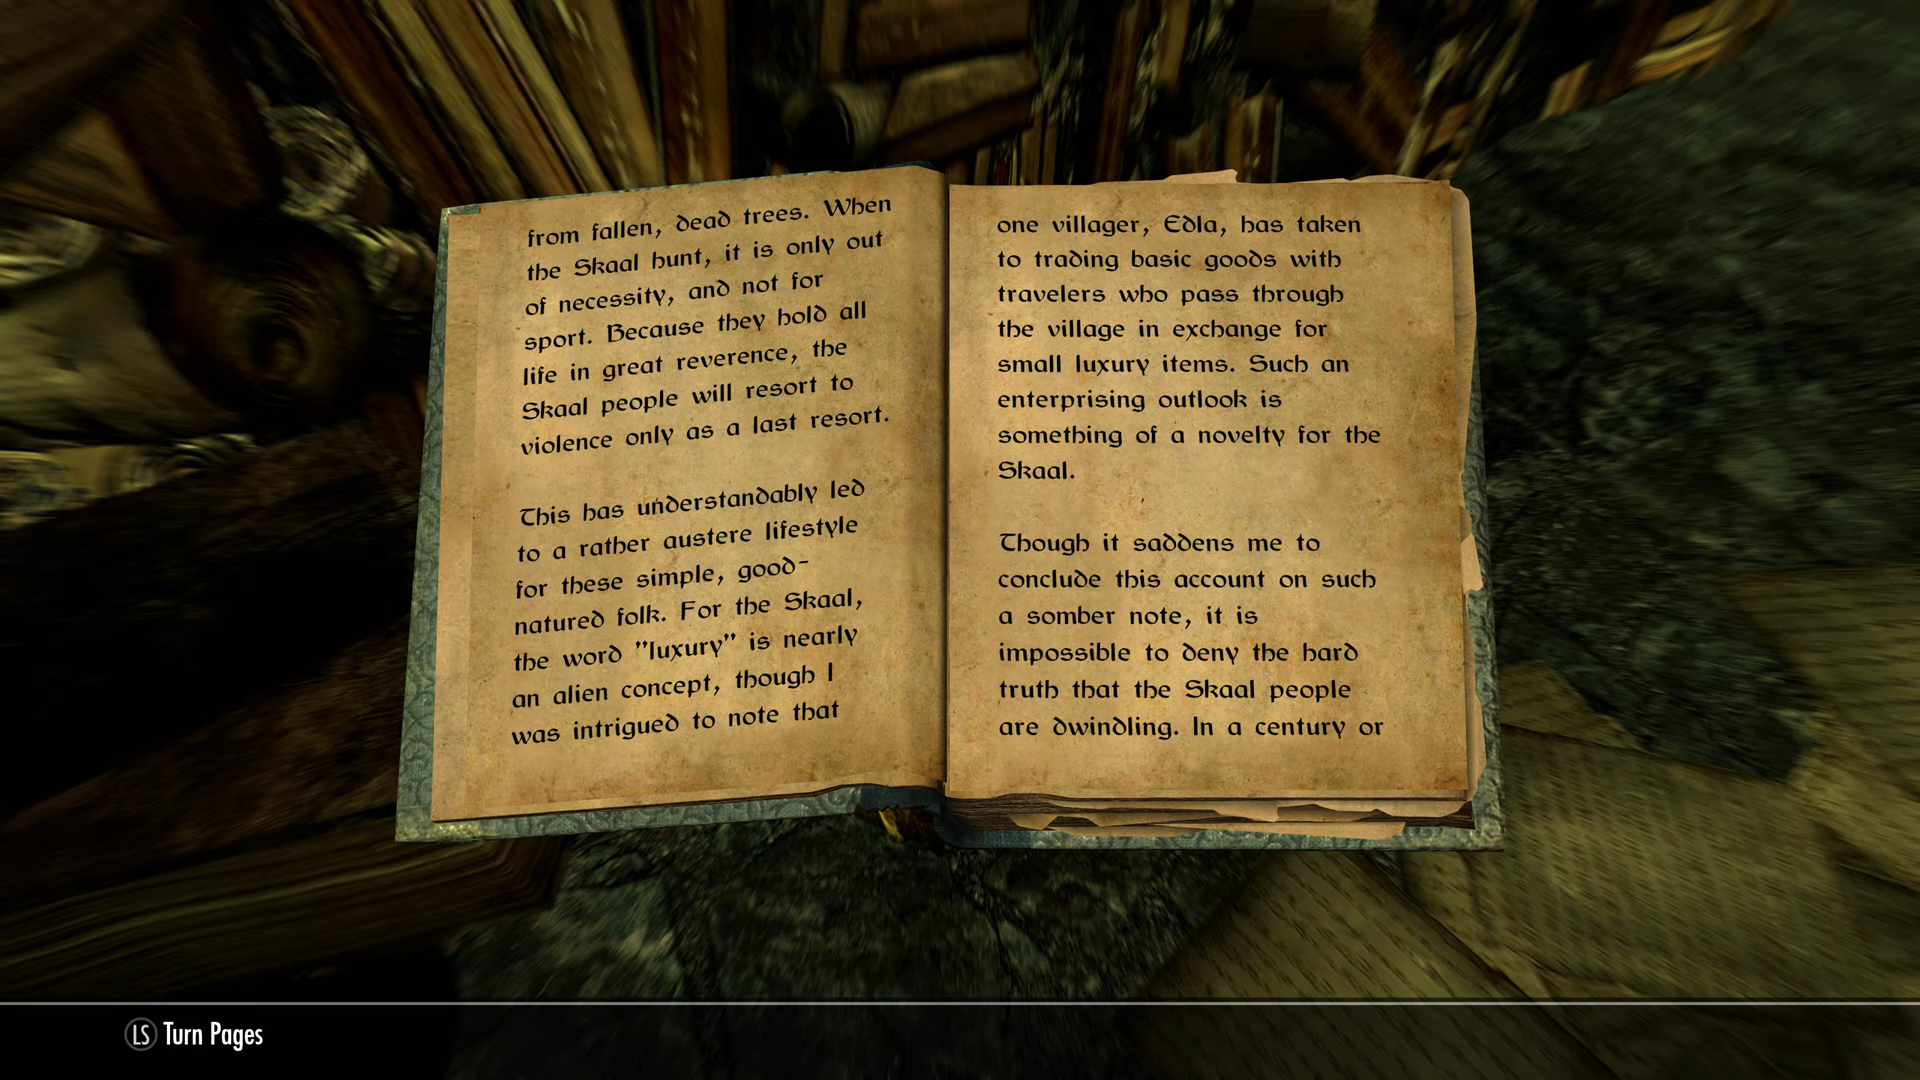 from fallen, dead trees. When
the Skaal hunt, it is only out
of necessity, and not for
sport. Because they hold all
life in great reverence, the
Skaal people will resort to
violence only as a last resort.
This has understandably led
to a rather austere lifestyle
for these simple, good-
natured folk. For the Skaal,
the word "luxury" is nearly
an alien concept, though I
was intrigued to note that
one villager, Edla, has taken
to trading basic goods with
travelers who pass through
the village in exchange for
small luxury items. Such an
enterprising outlook is
something of a novelty for the
Skaal.
Though it saddens me to
conclude this account on such
a somber note, it is
impossible to deny the hard
truth that the Skaal people
are dwindling. In a century or
LS Turn Pages